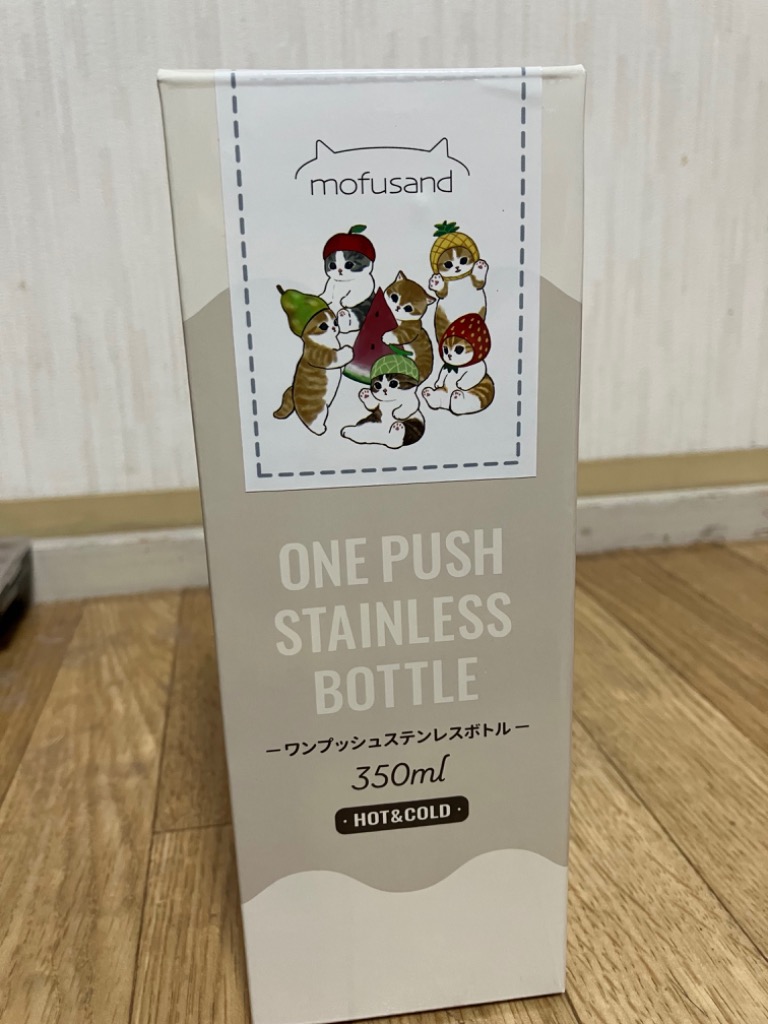 mofusand
ONE PUSH
STAINLESS
BOTTLE
ーワンプッシュステンレスボトルー
350ml
・HOT&COLD・